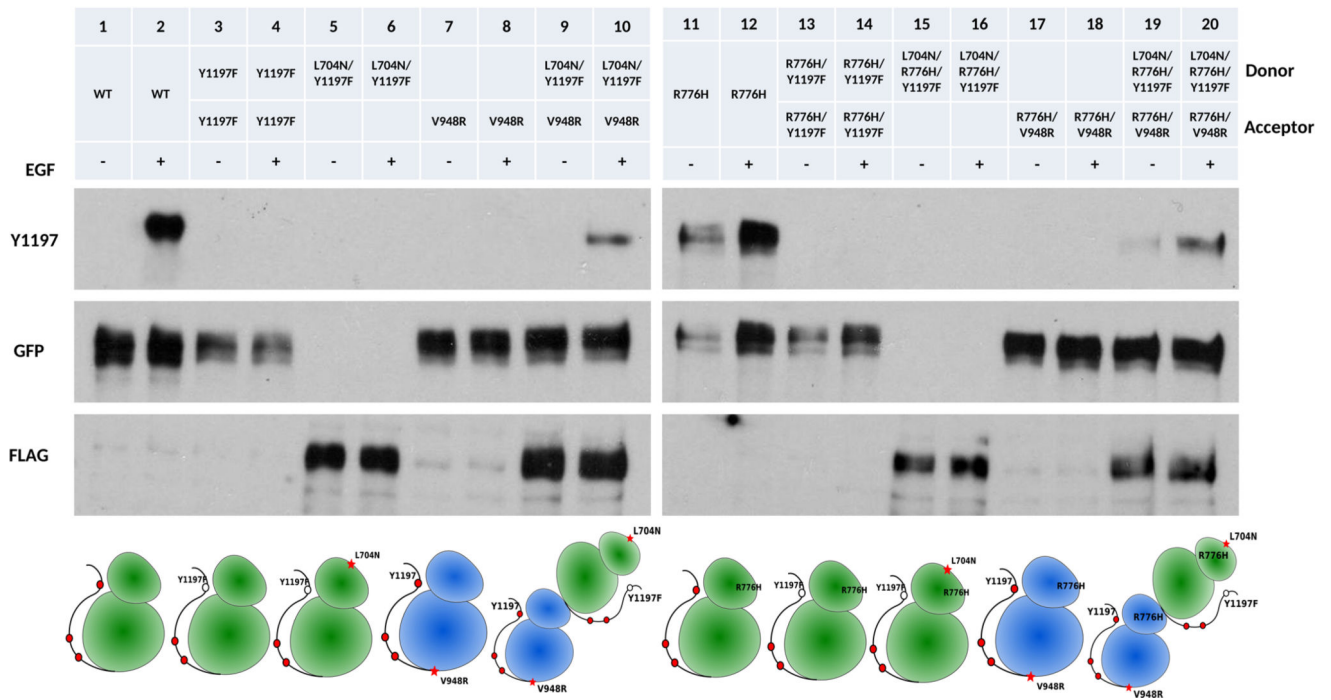 1 2 3 4 5 6 7 8 9 10 11 12 13 14 15 16 17 18 19 20
WT WT Y1197F Y1197F L704N/ Y1197F L704N/ Y1197F L704N/ Y1197F L704N/ Y1197F R776H R776H R776H/ Y1197F R776H/ Y1197F L704N/ R776H/ Y1197F L704N/ R776H/ Y1197F L704N/ R776H/ Y1197F L704N/ R776H/ Y1197F Donor
Y1197F Y1197F V948R V948R V948R V948R R776H/ Y1197F R776H/ Y1197F R776H/ V948R R776H/ V948R R776H/ V948R R776H/ V948R Acceptor
EGF - + - + - + - + - + - + - + - + - + - +
Y1197
GFP
FLAG
L704N L704N
Y1197F Y1197F L704N Y1197 R776H Y1197F R776H Y1197F L704N R776H Y1197 R776H R776H
Y1197 Y1197F Y1197 R776H Y1197F
V948R V948R V948R V948R